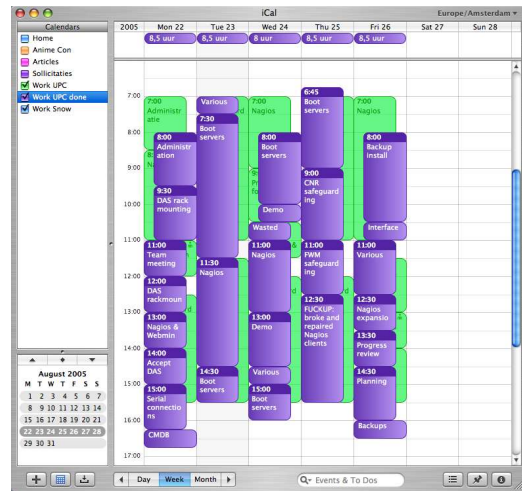 iCal
Europe/Amsterdam
Calendars
Home
Anime Con
Articles
Sollicitaties
Work UPC
Work UPC done
Work Snow
2005
Mon 22
Tue 23
Wed 24
Thu 25
Fri 26
Sat 27
Sun 28
8,5 uur
8,5 uur
8 uur
8,5 uur
8,5 uur
7:00
8:00
9:00
10:00
11:00
12:00
13:00
14:00
15:00
16:00
17:00
7:00
Administr
atie
8:00
Administr
ation
9:30
DAS rack
mounting
11:00
Team
meeting
12:00
DAS
rackmoun
13:00
Nagios &
Webmin
14:00
Accept
DAS
15:00
Serial
connectio
ns
CMDB
Various
7:30
Boot
servers
11:30
Nagios
14:30
Boot
servers
7:00
Nagios
8:00
Boot
servers
Demo
Wasted
11:00
Nagios
13:00
Demo
Various
15:00
Boot
servers
6:45
Boot
servers
9:00
CNR
safeguard
ing
11:00
FWM
safeguard
ing
12:30
FUCKUP:
broke and
repaired
Nagios
clients
7:00
Nagios
8:00
Backup
Install
Interface
11:00
Various
12:30
Nagios
expansio
13:30
Progress
review
14:30
Planning
Backups
August 2005
M T W T F S S
1 2 3 4 5 6 7
8 9 10 11 12 13 14
15 16 17 18 19 20 21
22 23 24 25 26 27 28
29 30 31
Day
Week
Month
Events & To Dos